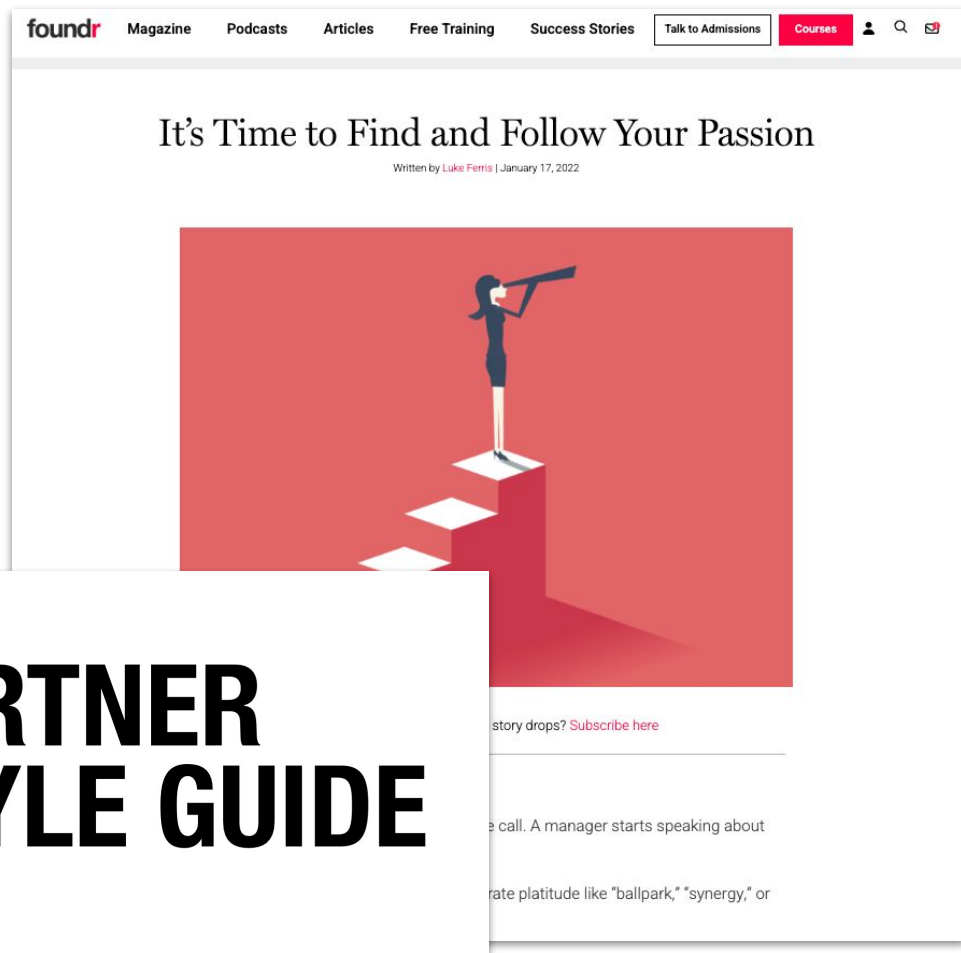 foundr Magazine Podcasts Articles Free Training Success Stories Talk to Admissions Courses
It's Time to Find and Follow Your Passion
Written by Luke Ferris | January 17, 2022
story drops? Subscribe here
call. A manager starts speaking about
platitude like "ballpark," "synergy," or
RTNER
YLE GUIDE